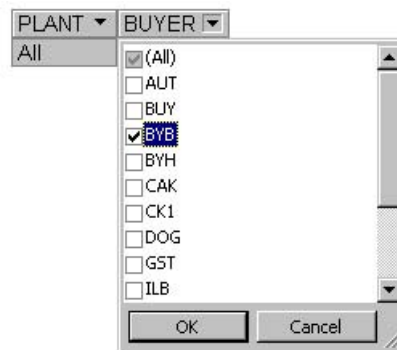 PLANT BUYER
All
(All)
AUT
BUY
BYB
BYH
CAK
CK1
DOG
GST
ILB
OK Cancel